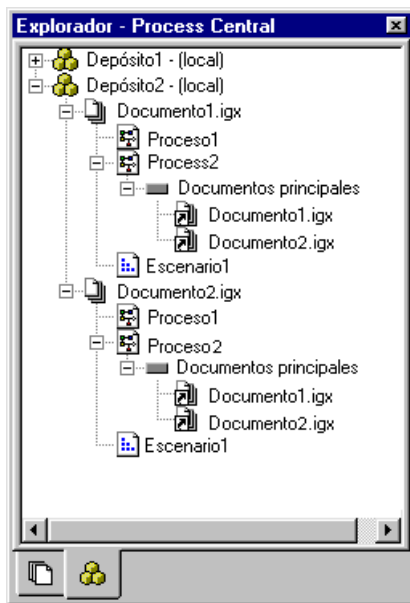 Explorador - Process Central
Depósito1 - (local)
Depósito2 - (local)
Documento1.igx
Proceso1
Process2
Documentos principales
Documento1.igx
Documento2.igx
Escenario1
Documento2.igx
Proceso1
Proceso2
Documentos principales
Documento1.igx
Documento2.igx
Escenario1